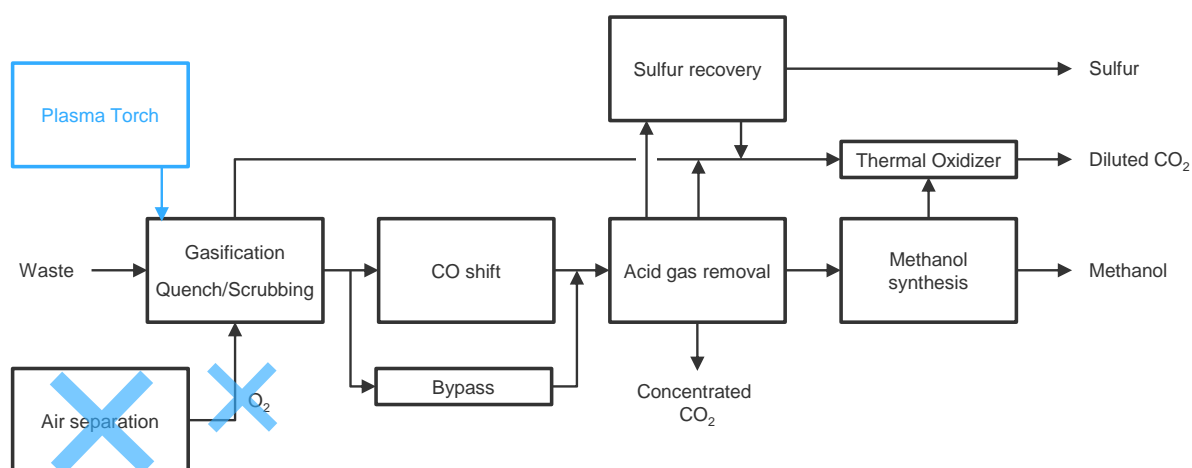 Sulfur recovery
Sulfur
Plasma Torch
Thermal Oxidizer
Diluted CO₂
Waste
Gasification
Quench/Scrubbing
CO shift
Acid gas removal
Methanol
synthesis
Methanol
Bypass
Concentrated
CO₂
Air separation
O₂